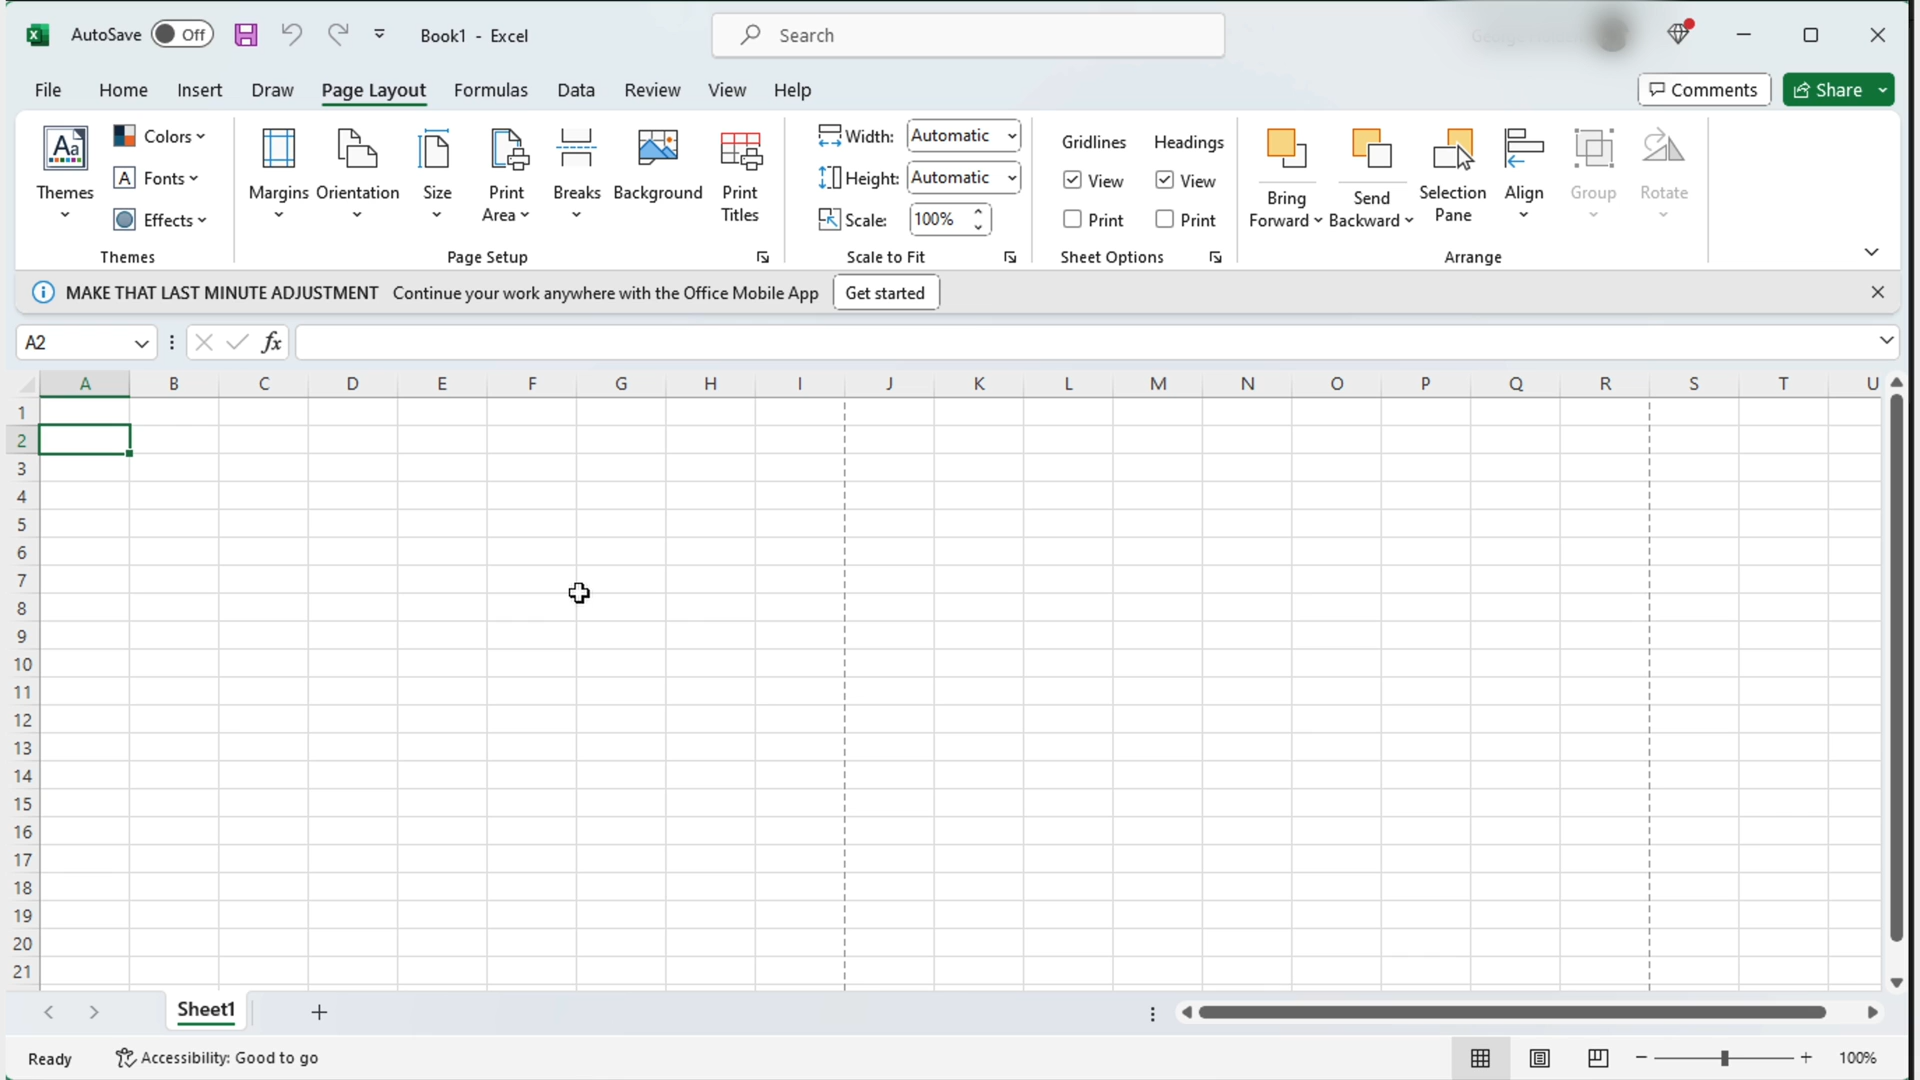 AutoSave Off Book1 - Excel Search
File Home Insert Draw Page Layout Formulas Data Review View Help Comments Share
Themes Colors Fonts Effects
Themes
Margins Orientation Size Print Area Breaks Background Print Titles
Page Setup
Width: Automatic
Height: Automatic
Scale: 100%
Scale to Fit
Gridlines Headings
View View
Print Print
Sheet Options
Bring Forward Send Backward Selection Pane Align Group Rotate
Arrange
MAKE THAT LAST MINUTE ADJUSTMENT Continue your work anywhere with the Office Mobile App Get started
A2 fx
A B C D E F G H I J K L M N O P Q R S T U
1
2
3
4
5
6
7
8
9
10
11
12
13
14
15
16
17
18
19
20
21
Sheet1
Ready Accessibility: Good to go 100%